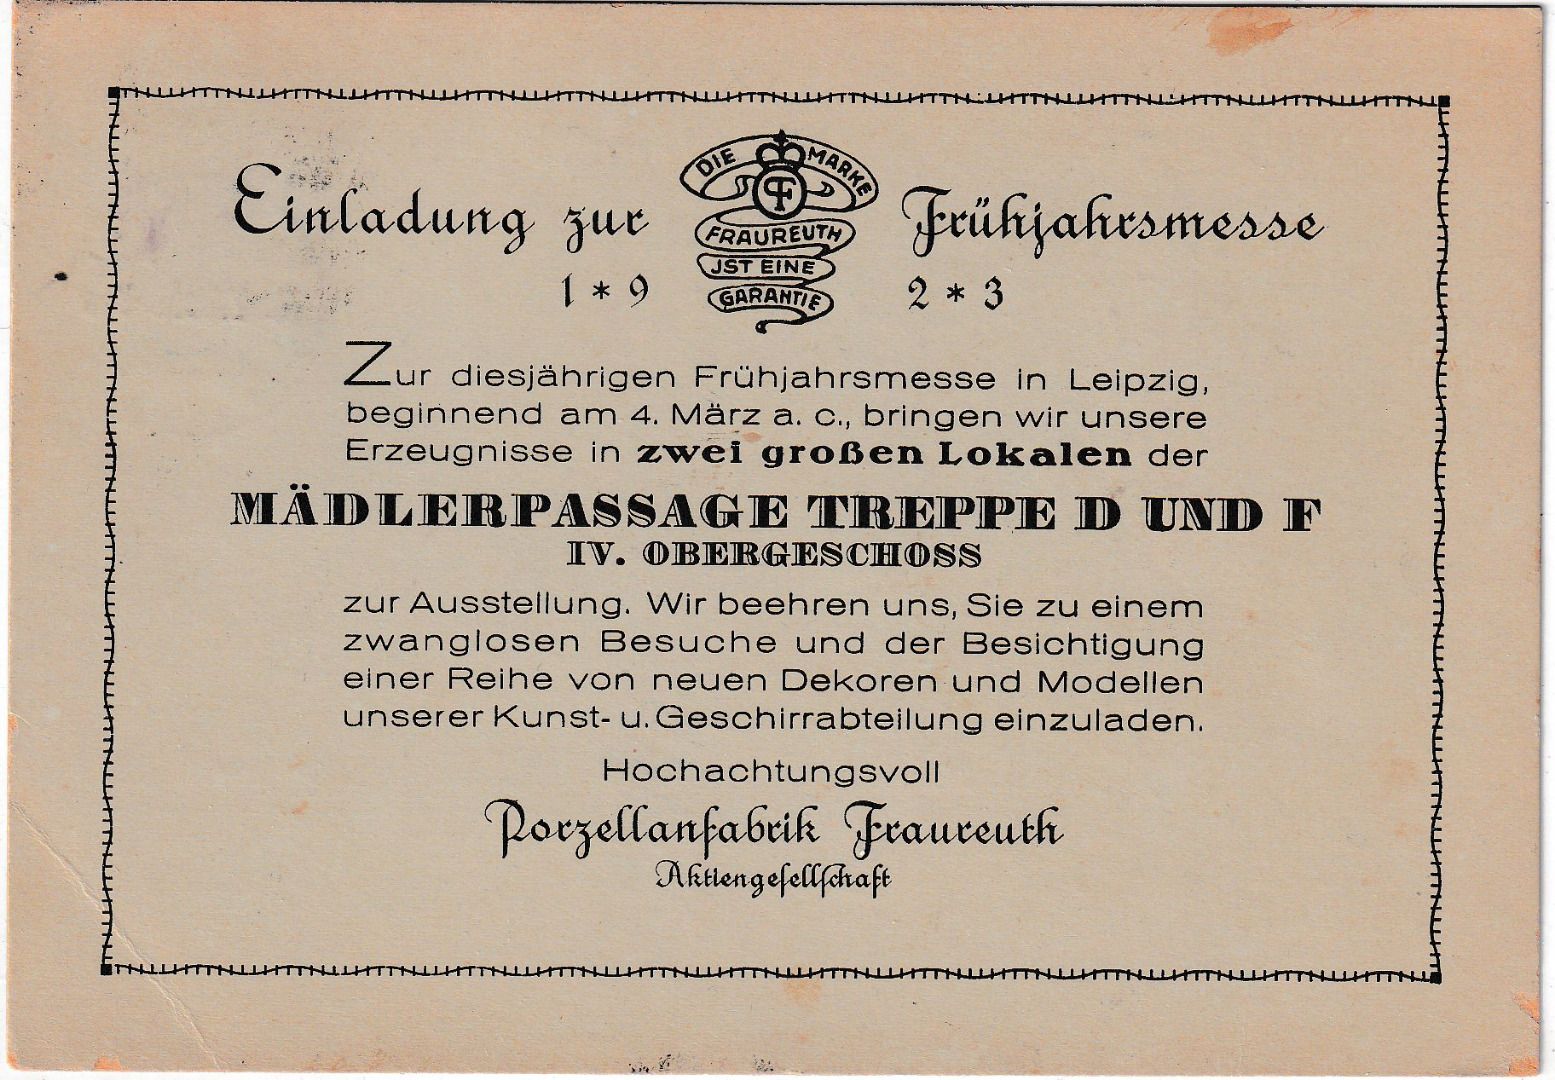 Einladung zur Frühjahrsmesse
1 * 9 2 * 3
DIE MARKE
F
FRAUREUTH
JST EINE
GARANTIE
Zur diesjährigen Frühjahrsmesse in Leipzig,
beginnend am 4. März a. c., bringen wir unsere
Erzeugnisse in zwei großen Lokalen der
MÄDLERPASSAGE TREPPE D UND F
IV. OBERGESCHOSS
zur Ausstellung. Wir beehren uns, Sie zu einem
zwanglosen Besuche und der Besichtigung
einer Reihe von neuen Dekoren und Modellen
unserer Kunst- u. Geschirrabteilung einzuladen.
Hochachtungsvoll
Porzellanfabrik Fraureuth
Aktiengesellschaft